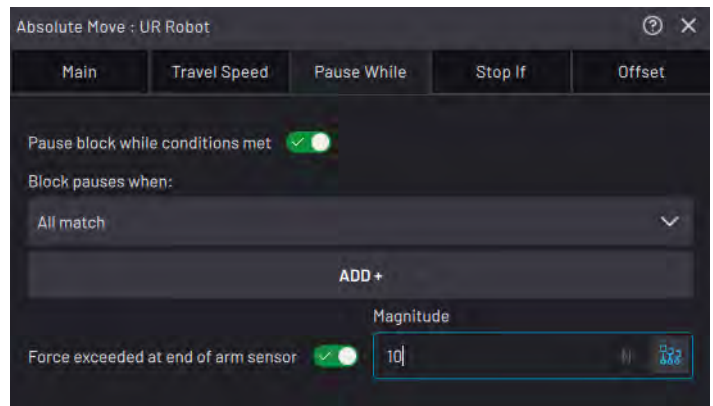 Absolute Move : UR Robot
Main Travel Speed Pause While Stop If Offset
Pause block while conditions met
Block pauses when:
All match
ADD +
Magnitude
Force exceeded at end of arm sensor 10 N